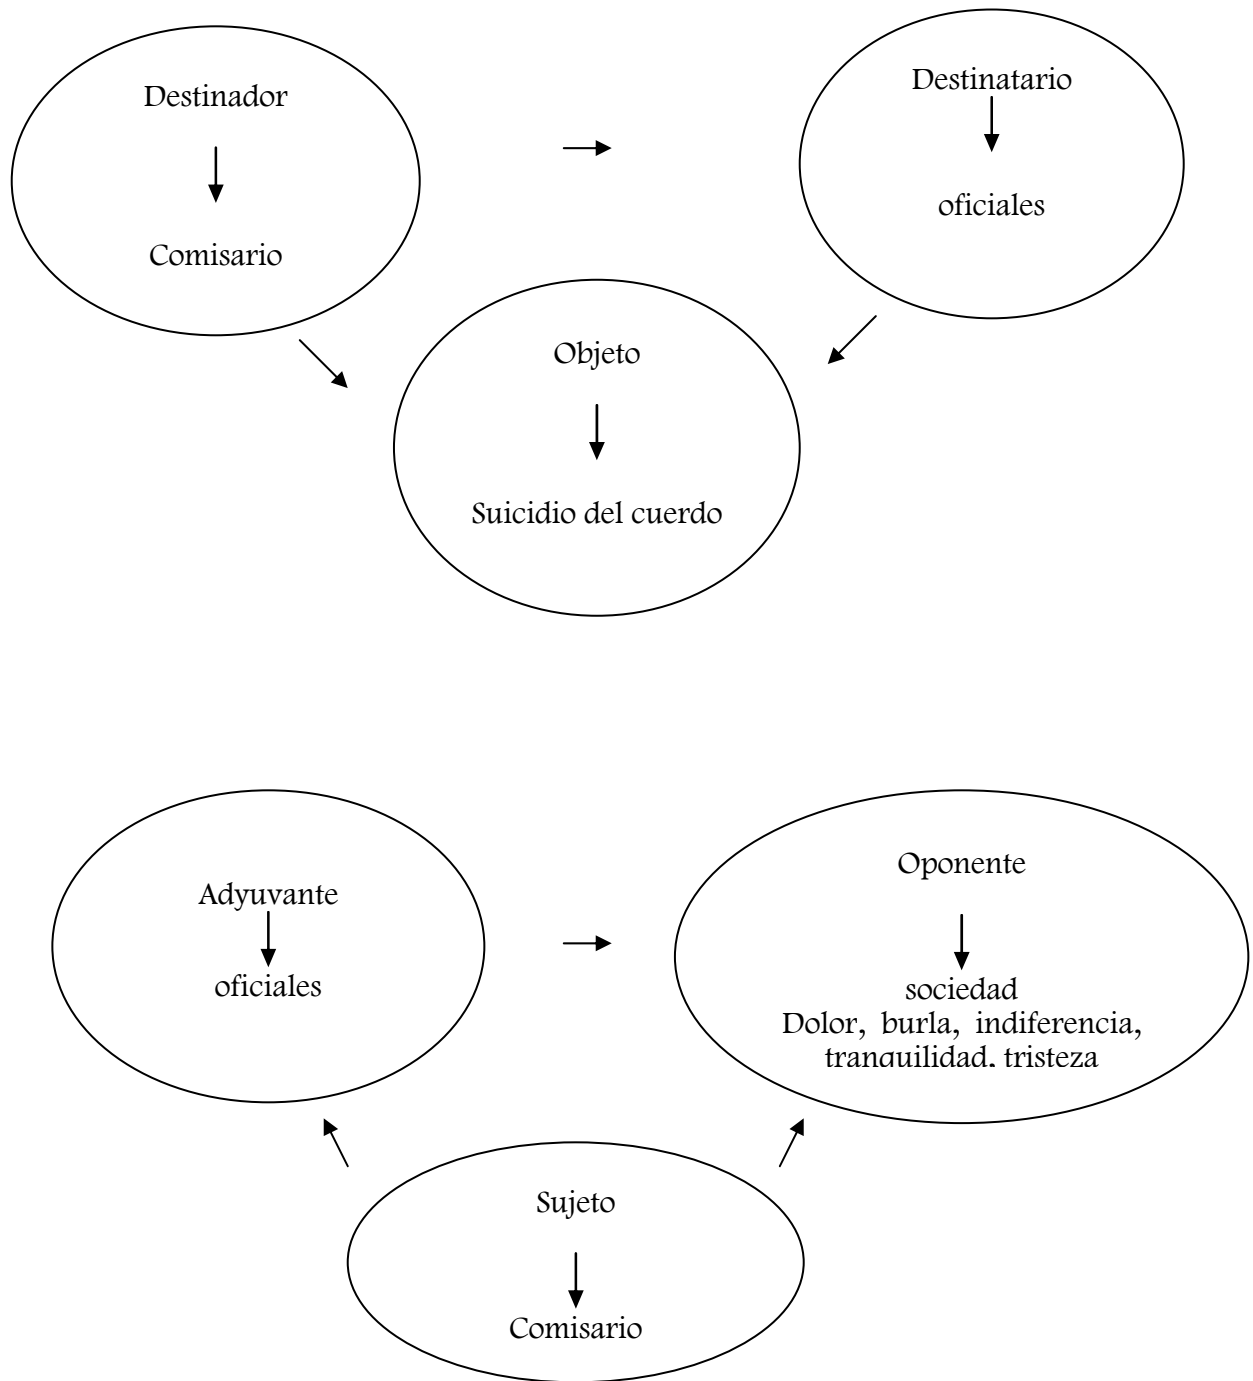 Destinador
Comisario
Destinatario
oficiales
Objeto
Suicidio del cuerdo
Adyuvante
oficiales
Oponente
sociedad
Dolor, burla, indiferencia,
tranquilidad, tristeza
Sujeto
Comisario